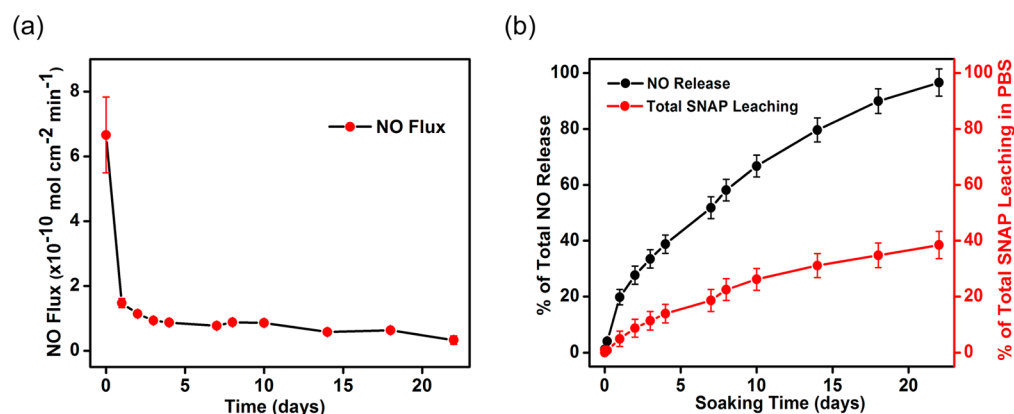 (a)
NO Flux (x10⁻¹⁰ mol cm⁻² min⁻¹)
8
6
4
2
0
NO Flux
0 5 10 15 20
Time (days)
(b)
% of Total NO Release
100
80
60
40
20
0
NO Release
Total SNAP Leaching
0 5 10 15 20
Soaking Time (days)
100
80
60
40
20
0
% of Total SNAP Leaching in PBS